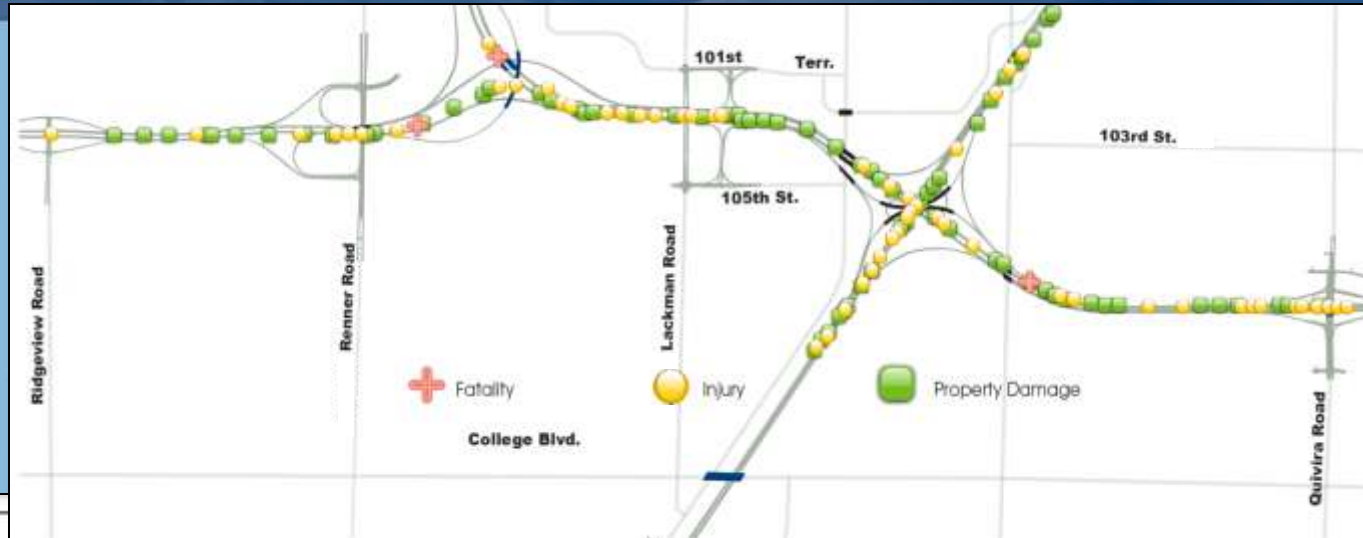 101st
Terr.
103rd St.
105th St.
Ridgeview Road
Renner Road
Lackman Road
Quivira Road
Fatality
Injury
Property Damage
College Blvd.